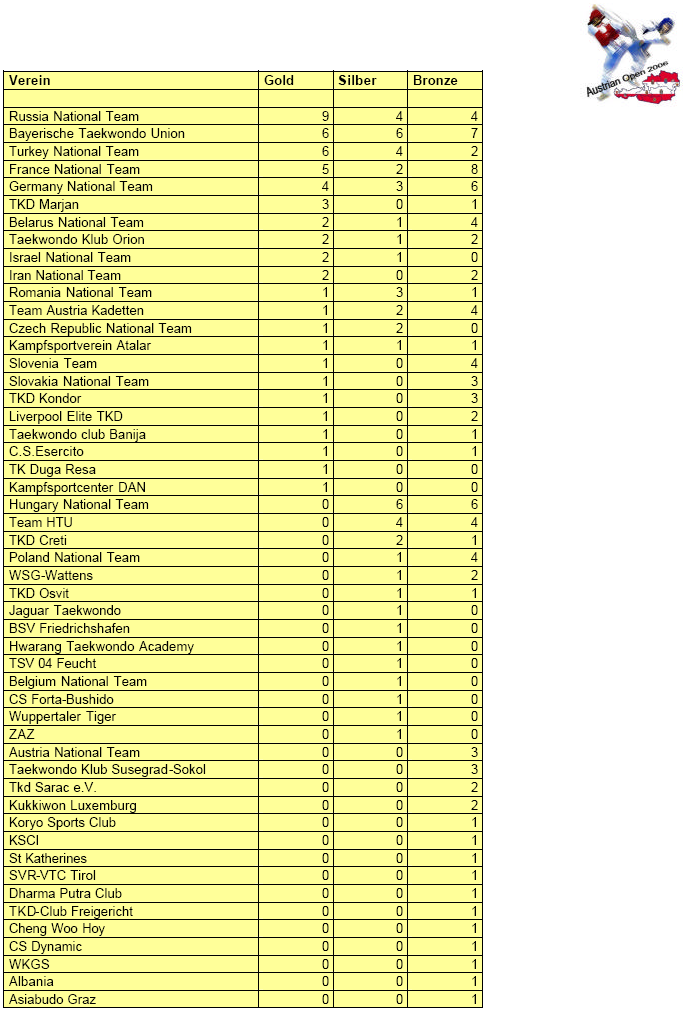 Austrian Open 2006
Verein Gold Silber Bronze
Russia National Team 9 4 4
Bayerische Taekwondo Union 6 6 7
Turkey National Team 6 4 2
France National Team 5 2 8
Germany National Team 4 3 6
TKD Marjan 3 0 1
Belarus National Team 2 1 4
Taekwondo Klub Orion 2 1 2
Israel National Team 2 1 0
Iran National Team 2 0 2
Romania National Team 1 3 1
Team Austria Kadetten 1 2 4
Czech Republic National Team 1 2 0
Kampfsportverein Atalar 1 1 1
Slovenia Team 1 0 4
Slovakia National Team 1 0 3
TKD Kondor 1 0 3
Liverpool Elite TKD 1 0 2
Taekwondo club Banija 1 0 1
C.S.Esercito 1 0 1
TK Duga Resa 1 0 0
Kampfsportcenter DAN 1 0 0
Hungary National Team 0 6 6
Team HTU 0 4 4
TKD Creti 0 2 1
Poland National Team 0 1 4
WSG-Wattens 0 1 2
TKD Osvit 0 1 1
Jaguar Taekwondo 0 1 0
BSV Friedrichshafen 0 1 0
Hwarang Taekwondo Academy 0 1 0
TSV 04 Feucht 0 1 0
Belgium National Team 0 1 0
CS Forta-Bushido 0 1 0
Wuppertaler Tiger 0 1 0
ZAZ 0 1 0
Austria National Team 0 0 3
Taekwondo Klub Susegrad-Sokol 0 0 3
Tkd Sarac e.V. 0 0 2
Kukkiwon Luxemburg 0 0 2
Koryo Sports Club 0 0 1
KSCI 0 0 1
St Katherines 0 0 1
SVR-VTC Tirol 0 0 1
Dharma Putra Club 0 0 1
TKD-Club Freigericht 0 0 1
Cheng Woo Hoy 0 0 1
CS Dynamic 0 0 1
WKGS 0 0 1
Albania 0 0 1
Asiabudo Graz 0 0 1